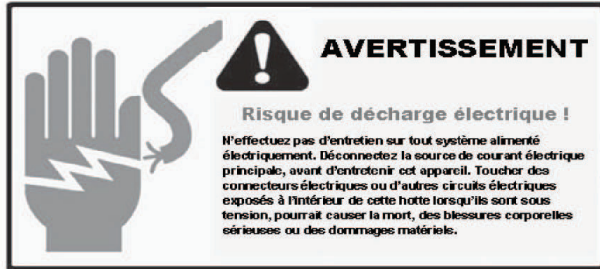 AVERTISSEMENT
Risque de décharge électrique !
N'effectuez pas d'entretien sur tout système alimenté
électriquement. Déconnectez la source de courant électrique
principale, avant d'entretenir cet appareil. Toucher des
connecteurs électriques ou d'autres circuits électriques
exposés à l'intérieur de cette hotte lorsqu'ils sont sous
tension, pourrait causer la mort, des blessures corporelles
sérieuses ou des dommages matériels.